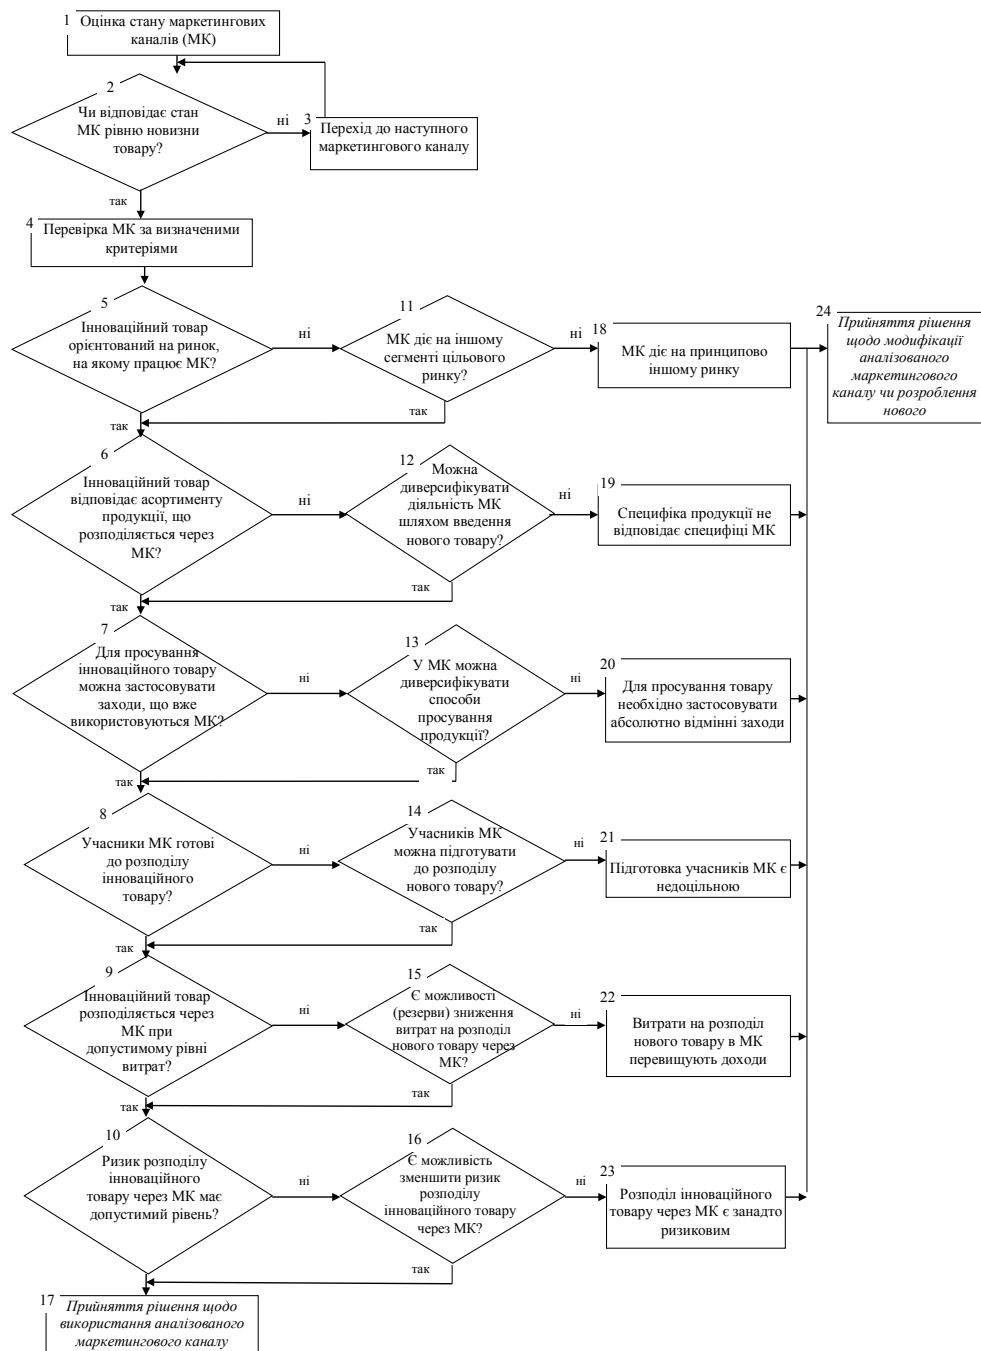 1
Оцінка стану маркетингових
каналів (МК)
2
Чи відповідає стан
МК рівню новизни
товару?
ні
3
Перехід до наступного
маркетингового каналу
так
4
Перевірка МК за визначеними
критеріями
5
Інноваційний товар
орієнтований на ринок,
на якому працює МК?
ні
11
МК діє на іншому
сегменті цільового
ринку?
ні
18
МК діє на принципово
іншому ринку
24
Прийняття рішення
щодо модифікації
аналізованого
маркетингового
каналу чи розроблення
нового
так
так
6
Інноваційний товар
відповідає асортименту
продукції, що
розподіляється через
МК?
ні
12
Можна
диверсифікувати
діяльність МК
шляхом введення
нового товару?
ні
19
Специфіка продукції не
відповідає специфіці МК
так
так
7
Для просування
інноваційного товару
можна застосовувати
заходи, що вже
використовуються МК?
ні
13
У МК можна
диверсифікувати
способи
просування
продукції?
ні
20
Для просування товару
необхідно застосовувати
абсолютно відмінні заходи
так
так
8
Учасники МК готові
до розподілу
інноваційного
товару?
ні
14
Учасників МК
можна підготувати
до розподілу
нового товару?
ні
21
Підготовка учасників МК є
недоцільною
так
так
9
Інноваційний товар
розподіляється через
МК при
допустимому рівні
витрат?
ні
15
Є можливості
(резерви) зниження
витрат на розподіл
нового товару через
МК?
ні
22
Витрати на розподіл
нового товару в МК
перевищують доходи
так
так
10
Ризик розподілу
інноваційного
товару через МК має
допустимий рівень?
ні
16
Є можливість
зменшити ризик
розподілу
інноваційного товару
через МК?
ні
23
Розподіл інноваційного
товару через МК є занадто
ризиковим
так
так
17
Прийняття рішення щодо
використання аналізованого
маркетингового каналу